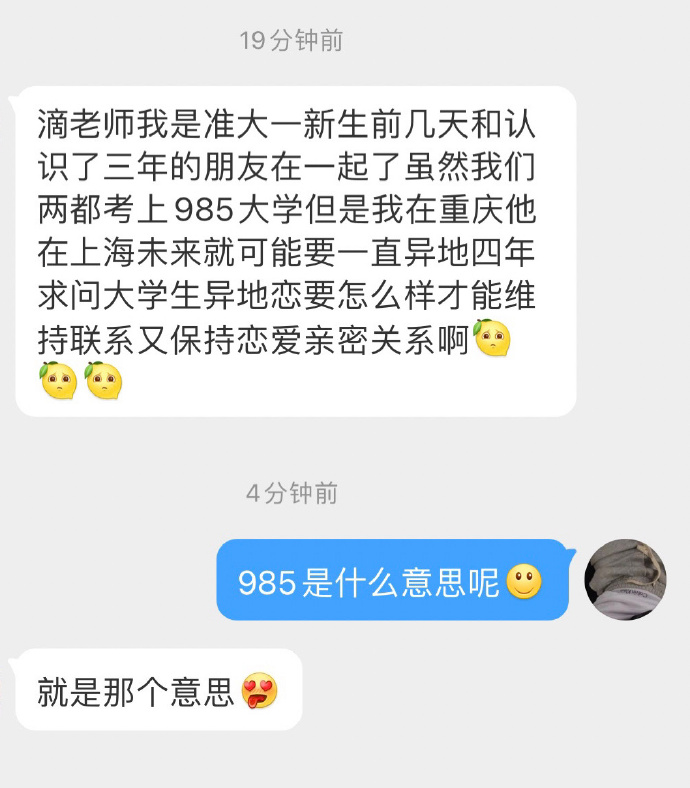 19分钟前
滴老师我是准大一新生前几天和认
识了三年的朋友在一起了虽然我们
两都考上985大学但是我在重庆他
在上海未来就可能要一直异地四年
求问大学生异地恋要怎么样才能维
持联系又保持恋爱亲密关系啊
4分钟前
985是什么意思呢
就是那个意思